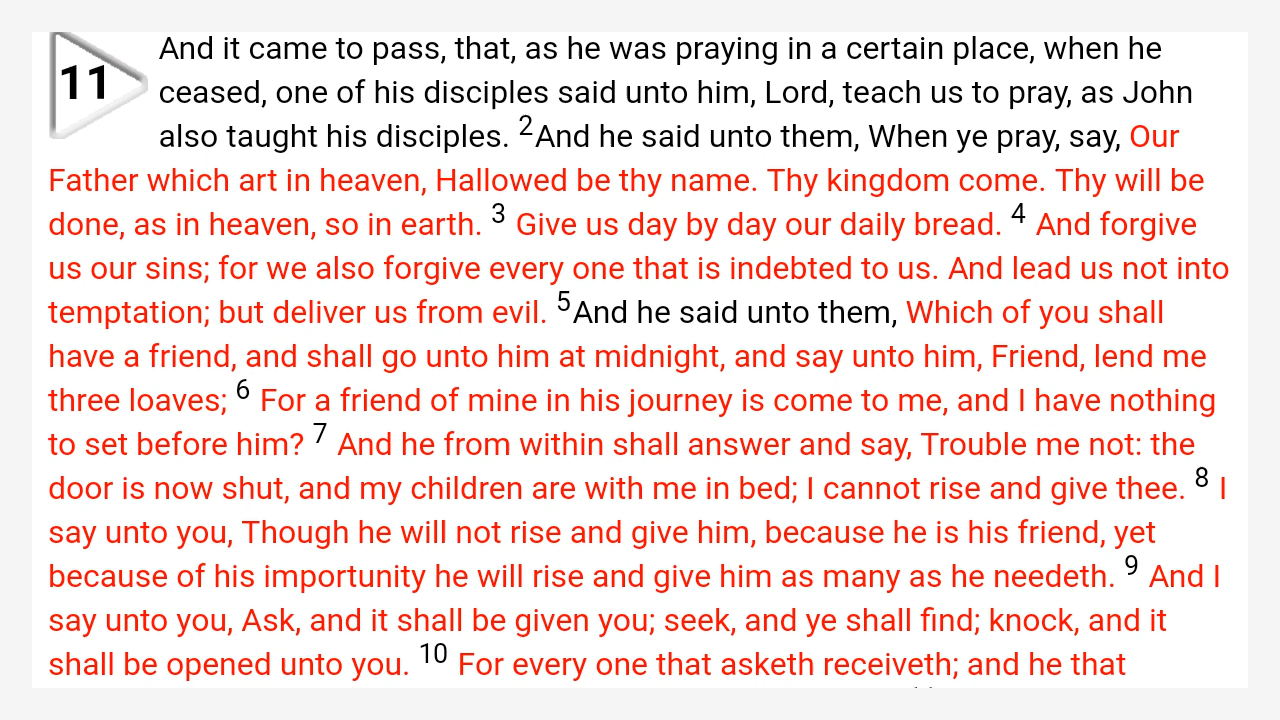 11
And it came to pass, that, as he was praying in a certain place, when he
ceased, one of his disciples said unto him, Lord, teach us to pray, as John
also taught his disciples. 2And he said unto them, When ye pray, say, Our
Father which art in heaven, Hallowed be thy name. Thy kingdom come. Thy will be
done, as in heaven, so in earth. 3 Give us day by day our daily bread. 4 And forgive
us our sins; for we also forgive every one that is indebted to us. And lead us not into
temptation; but deliver us from evil. 5And he said unto them, Which of you shall
have a friend, and shall go unto him at midnight, and say unto him, Friend, lend me
three loaves; 6 For a friend of mine in his journey is come to me, and I have nothing
to set before him? 7 And he from within shall answer and say, Trouble me not: the
door is now shut, and my children are with me in bed; I cannot rise and give thee. 8 I
say unto you, Though he will not rise and give him, because he is his friend, yet
because of his importunity he will rise and give him as many as he needeth. 9 And I
say unto you, Ask, and it shall be given you; seek, and ye shall find; knock, and it
shall be opened unto you. 10 For every one that asketh receiveth; and he that